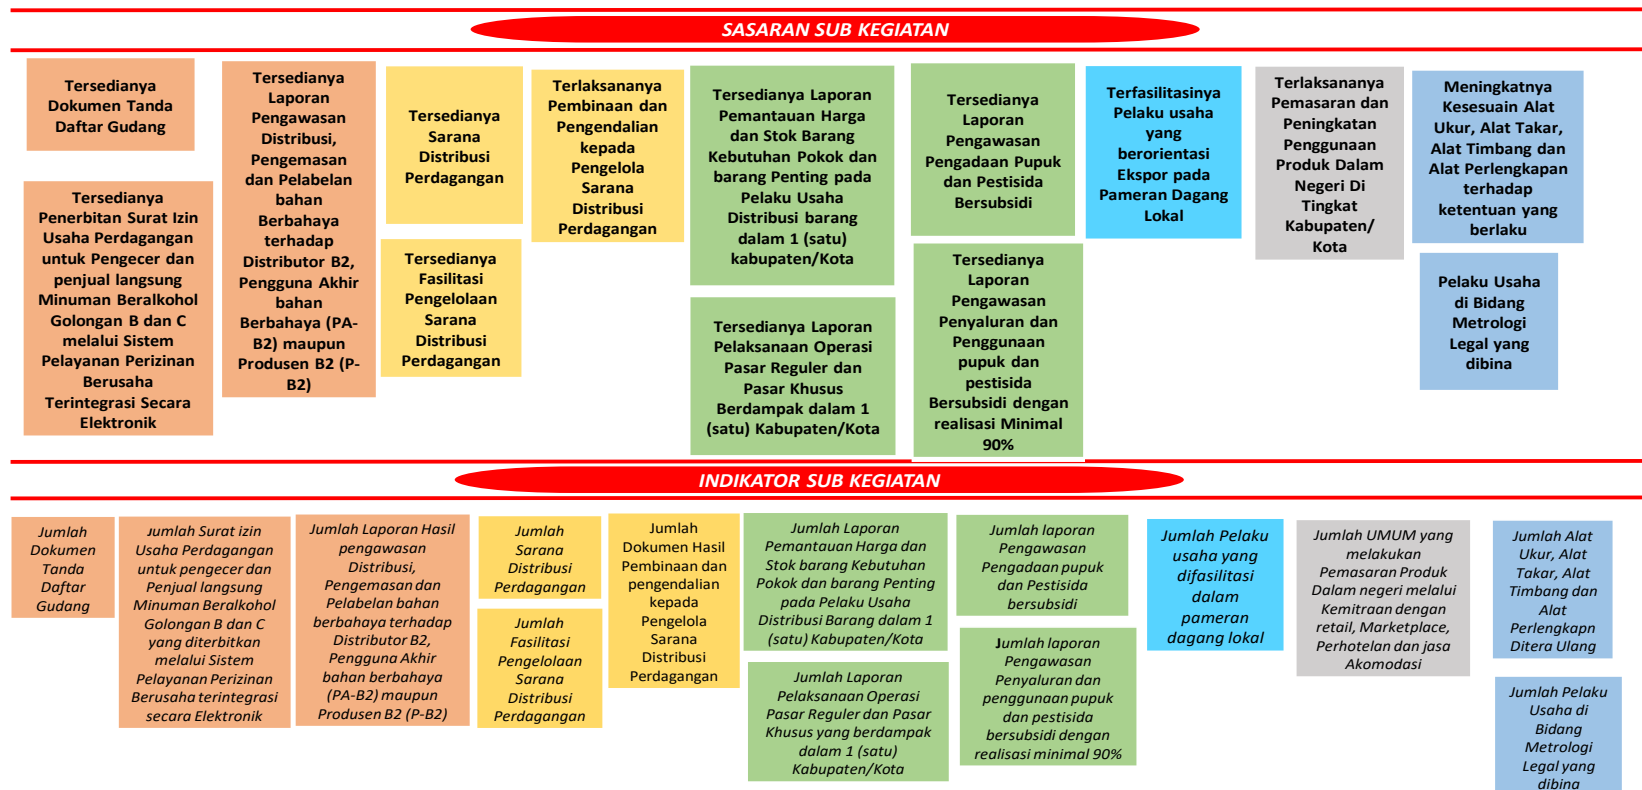 SASARAN SUB KEGIATAN
Tersedianya
Dokumen Tanda
Daftar Gudang
Tersedianya
Penerbitan Surat Izin
Usaha Perdagangan
untuk Pengecer dan
penjual langsung
Minuman Beralkohol
Golongan B dan C
melalui Sistem
Pelayanan Perizinan
Berusaha
Terintegrasi Secara
Elektronik
Tersedianya
Laporan
Pengawasan
Distribusi,
Pengemasan
dan Pelabelan
bahan
Berbahaya
terhadap
Distributor B2,
Pengguna Akhir
bahan
Berbahaya (PA-
B2) maupun
Produsen B2 (P-
B2)
Tersedianya
Sarana
Distribusi
Perdagangan
Tersedianya
Fasilitasi
Pengelolaan
Sarana
Distribusi
Perdagangan
Terlaksananya
Pembinaan dan
Pengendalian
kepada
Pengelola
Sarana
Distribusi
Perdagangan
Tersedianya Laporan
Pemantauan Harga
dan Stok Barang
Kebutuhan Pokok dan
barang Penting pada
Pelaku Usaha
Distribusi barang
dalam 1 (satu)
kabupaten/Kota
Tersedianya Laporan
Pelaksanaan Operasi
Pasar Reguler dan
Pasar Khusus
Berdampak dalam 1
(satu) Kabupaten/Kota
Tersedianya
Laporan
Pengawasan
Pengadaan Pupuk
dan Pestisida
Bersubsidi
Tersedianya
Laporan
Pengawasan
Penyaluran dan
Penggunaan
pupuk dan
pestisida
Bersubsidi dengan
realisasi Minimal
90%
Terfasilitasinya
Pelaku usaha
yang
berorientasi
Ekspor pada
Pameran Dagang
Lokal
Terlaksananya
Pemasaran dan
Peningkatan
Penggunaan
Produk Dalam
Negeri Di
Tingkat
Kabupaten/
Kota
Meningkatnya
Kesesuain Alat
Ukur, Alat Takar,
Alat Timbang dan
Alat Perlengkapan
terhadap
ketentuan yang
berlaku
Pelaku Usaha
di Bidang
Metrologi
Legal yang
dibina
INDIKATOR SUB KEGIATAN
Jumlah
Dokumen
Tanda
Daftar
Gudang
Jumlah Surat izin
Usaha Perdagangan
untuk pengecer dan
Penjual langsung
Minuman Beralkohol
Golongan B dan C
yang diterbitkan
melalui Sistem
Pelayanan Perizinan
Berusaha terintegrasi
secara Elektronik
Jumlah Laporan Hasil
pengawasan
Distribusi,
Pengemasan dan
Pelabelan bahan
berbahaya terhadap
Distributor B2,
Pengguna Akhir
bahan berbahaya
(PA-B2) maupun
Produsen B2 (P-B2)
Jumlah
Sarana
Distribusi
Perdagangan
Jumlah
Fasilitasi
Pengelolaan
Sarana
Distribusi
Perdagangan
Jumlah
Dokumen Hasil
Pembinaan dan
pengendalian
kepada
Pengelola
Sarana
Distribusi
Perdagangan
Jumlah Laporan
Pemantauan Harga dan
Stok barang Kebutuhan
Pokok dan barang Penting
pada Pelaku Usaha
Distribusi Barang dalam 1
(satu) Kabupaten/Kota
Jumlah Laporan
Pelaksanaan Operasi
Pasar Reguler dan Pasar
Khusus yang berdampak
dalam 1 (satu)
Kabupaten/Kota
Jumlah laporan
Pengawasan
Pengadaan pupuk
dan Pestisida
bersubsidi
Jumlah laporan
Pengawasan
Penyaluran dan
penggunaan pupuk
dan pestisida
bersubsidi dengan
realisasi minimal 90%
Jumlah Pelaku
usaha yang
difasilitasi
dalam
pameran
dagang lokal
Jumlah UMUM yang
melakukan
Pemasaran Produk
Dalam negeri melalui
Kemitraan dengan
retail, Marketplace,
Perhotelan dan jasa
Akomodasi
Jumlah Alat
Ukur, Alat
Takar, Alat
Timbang dan
Alat
Perlengkapn
Ditera Ulang
Jumlah Pelaku
Usaha di
Bidang
Metrologi
Legal yang
dibina